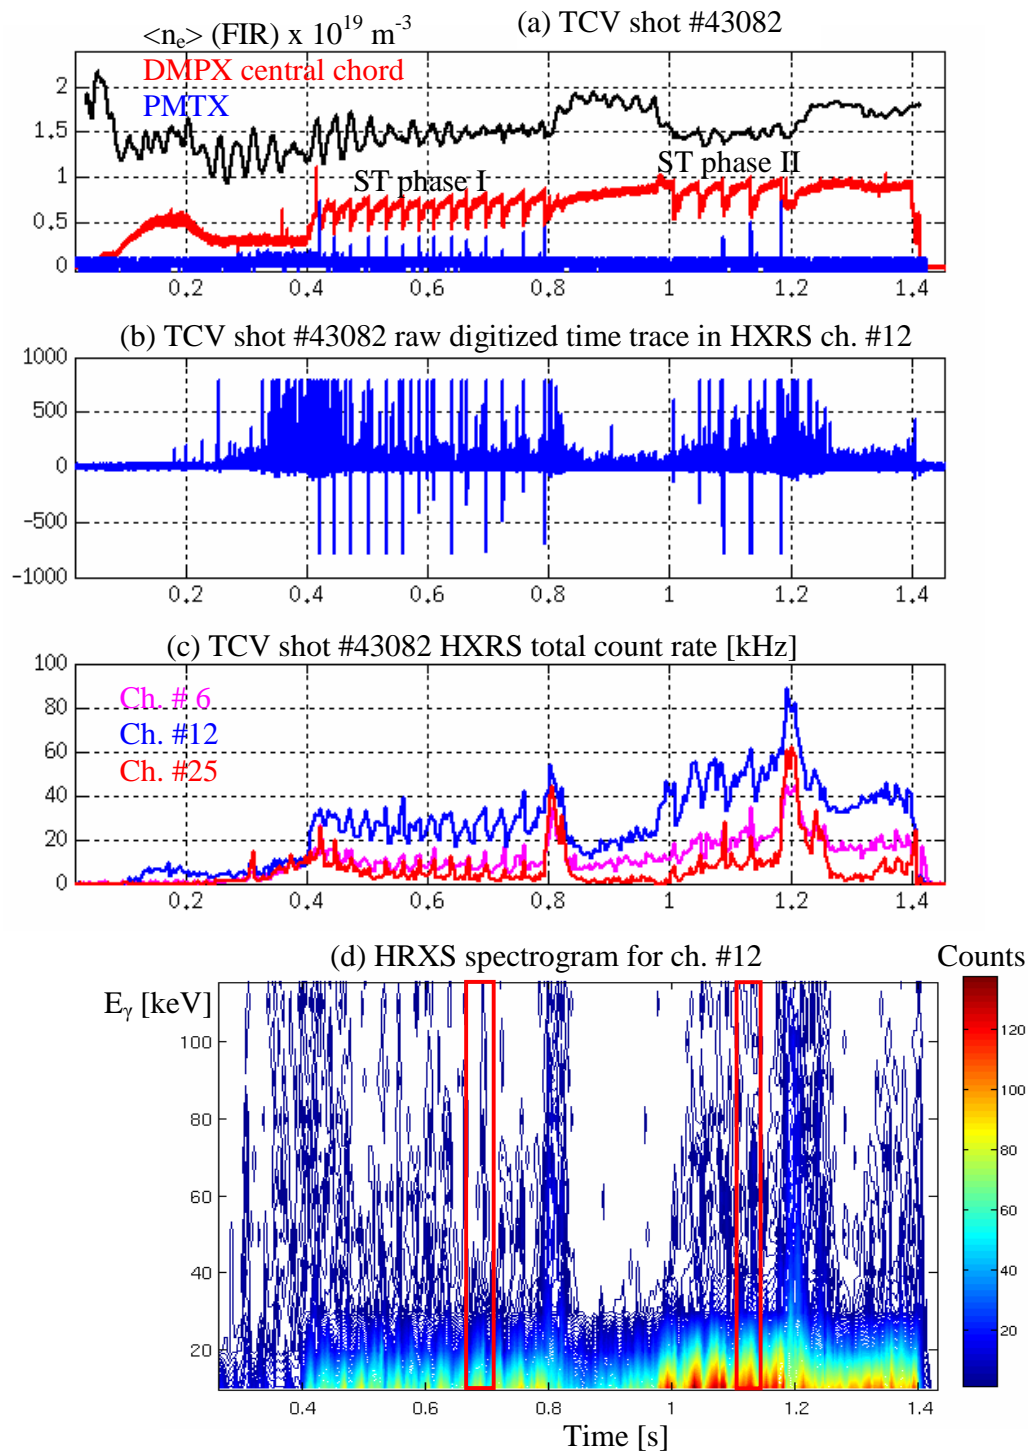 (a) TCV shot #43082
<nₑ> (FIR) x 10¹⁹ m⁻³
DMPX central chord
PMTX
2
1.5
1
0.5
0
ST phase I
ST phase II
0.2 0.4 0.6 0.8 1 1.2 1.4
(b) TCV shot #43082 raw digitized time trace in HXRS ch. #12
1000
500
0
−500
−1000
0.2 0.4 0.6 0.8 1 1.2 1.4
(c) TCV shot #43082 HXRS total count rate [kHz]
100
80
60
40
20
0
Ch. # 6
Ch. #12
Ch. #25
0.2 0.4 0.6 0.8 1 1.2 1.4
(d) HRXS spectrogram for ch. #12
Counts
E_γ [keV]
100
80
60
40
20
120
100
80
60
40
20
0.4 0.6 0.8 1 1.2 1.4
Time [s]